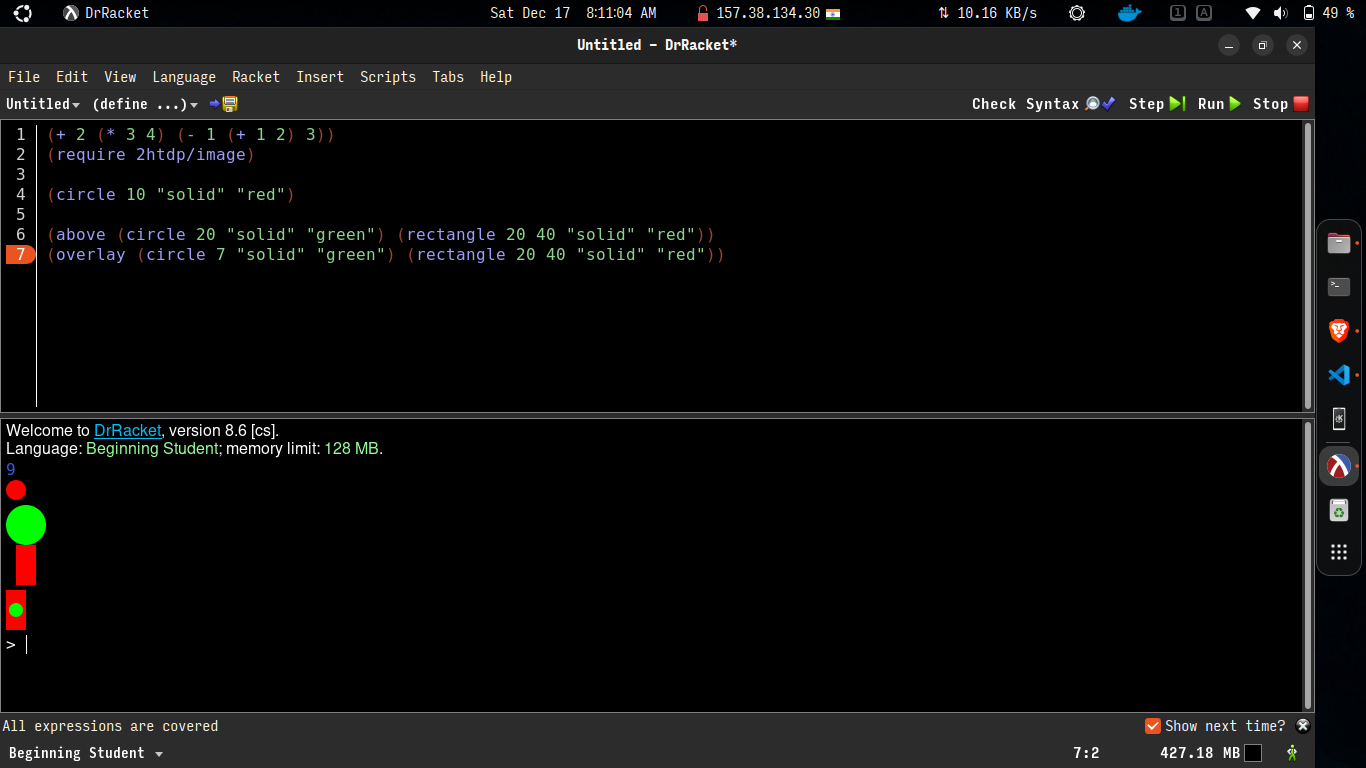 DrRacket Sat Dec 17 8:11:04 AM 157.38.134.30 10.16 KB/s 1 A 49 %
Untitled - DrRacket*
File Edit View Language Racket Insert Scripts Tabs Help
Untitled (define ...) Check Syntax Step Run Stop
1 (+ 2 (* 3 4) (- 1 (+ 1 2) 3))
2 (require 2htdp/image)
3
4 (circle 10 "solid" "red")
5
6 (above (circle 20 "solid" "green") (rectangle 20 40 "solid" "red"))
7 (overlay (circle 7 "solid" "green") (rectangle 20 40 "solid" "red"))
Welcome to DrRacket, version 8.6 [cs].
Language: Beginning Student; memory limit: 128 MB.
9
>
All expressions are covered Show next time?
Beginning Student 7:2 427.18 MB